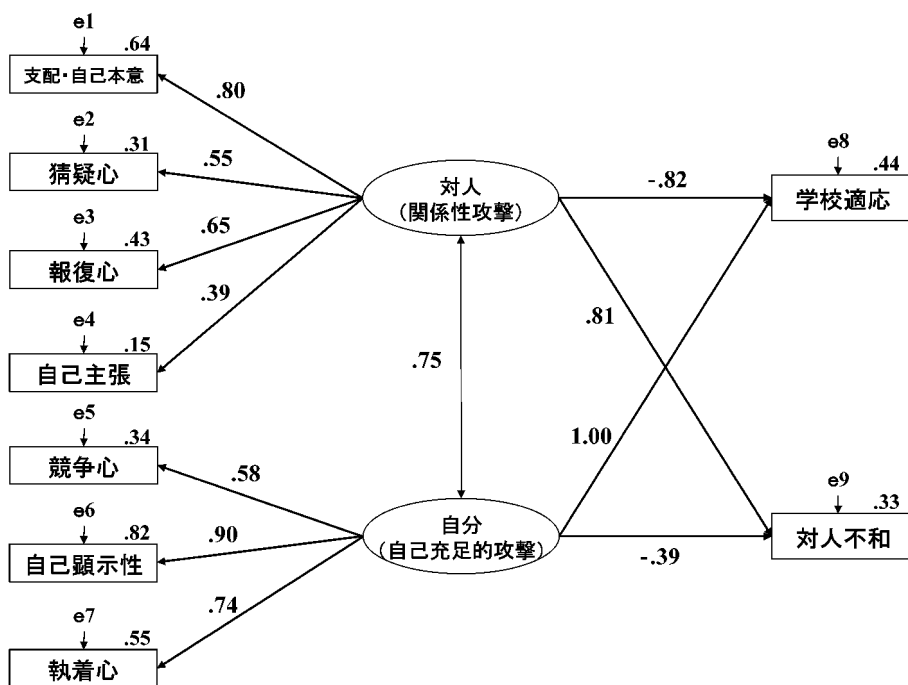 e1
.64
支配・自己本意
.80
e2
.31
猜疑心
.55
e3
.43
報復心
.65
e4
.15
自己主張
.39
e5
.34
競争心
.58
e6
.82
自己顕示性
.90
e7
.55
執着心
.74
対人
(関係性攻撃)
.75
自分
(自己充足的攻撃)
-.82
.81
1.00
-.39
e8
.44
学校適応
e9
.33
対人不和